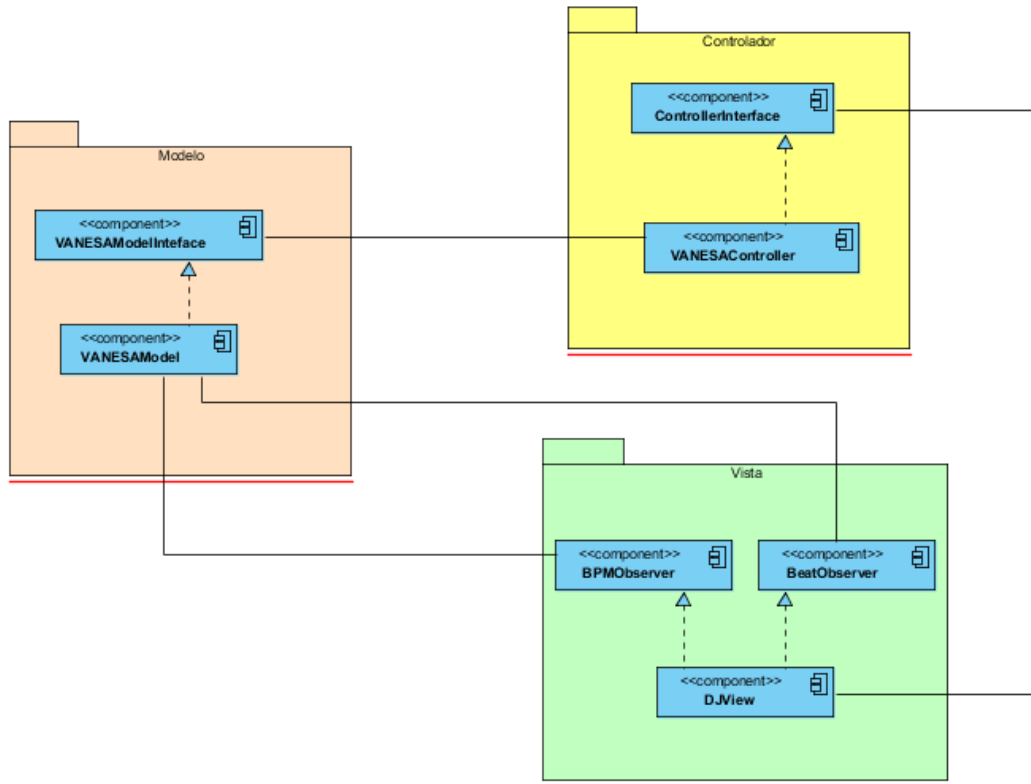 Controlador
<<component>>
ControllerInterface
<<component>>
VANESAController
Modelo
<<component>>
VANESAModelInteface
<<component>>
VANESAModel
Vista
<<component>>
BPMObserver
<<component>>
BeatObserver
<<component>>
DJView